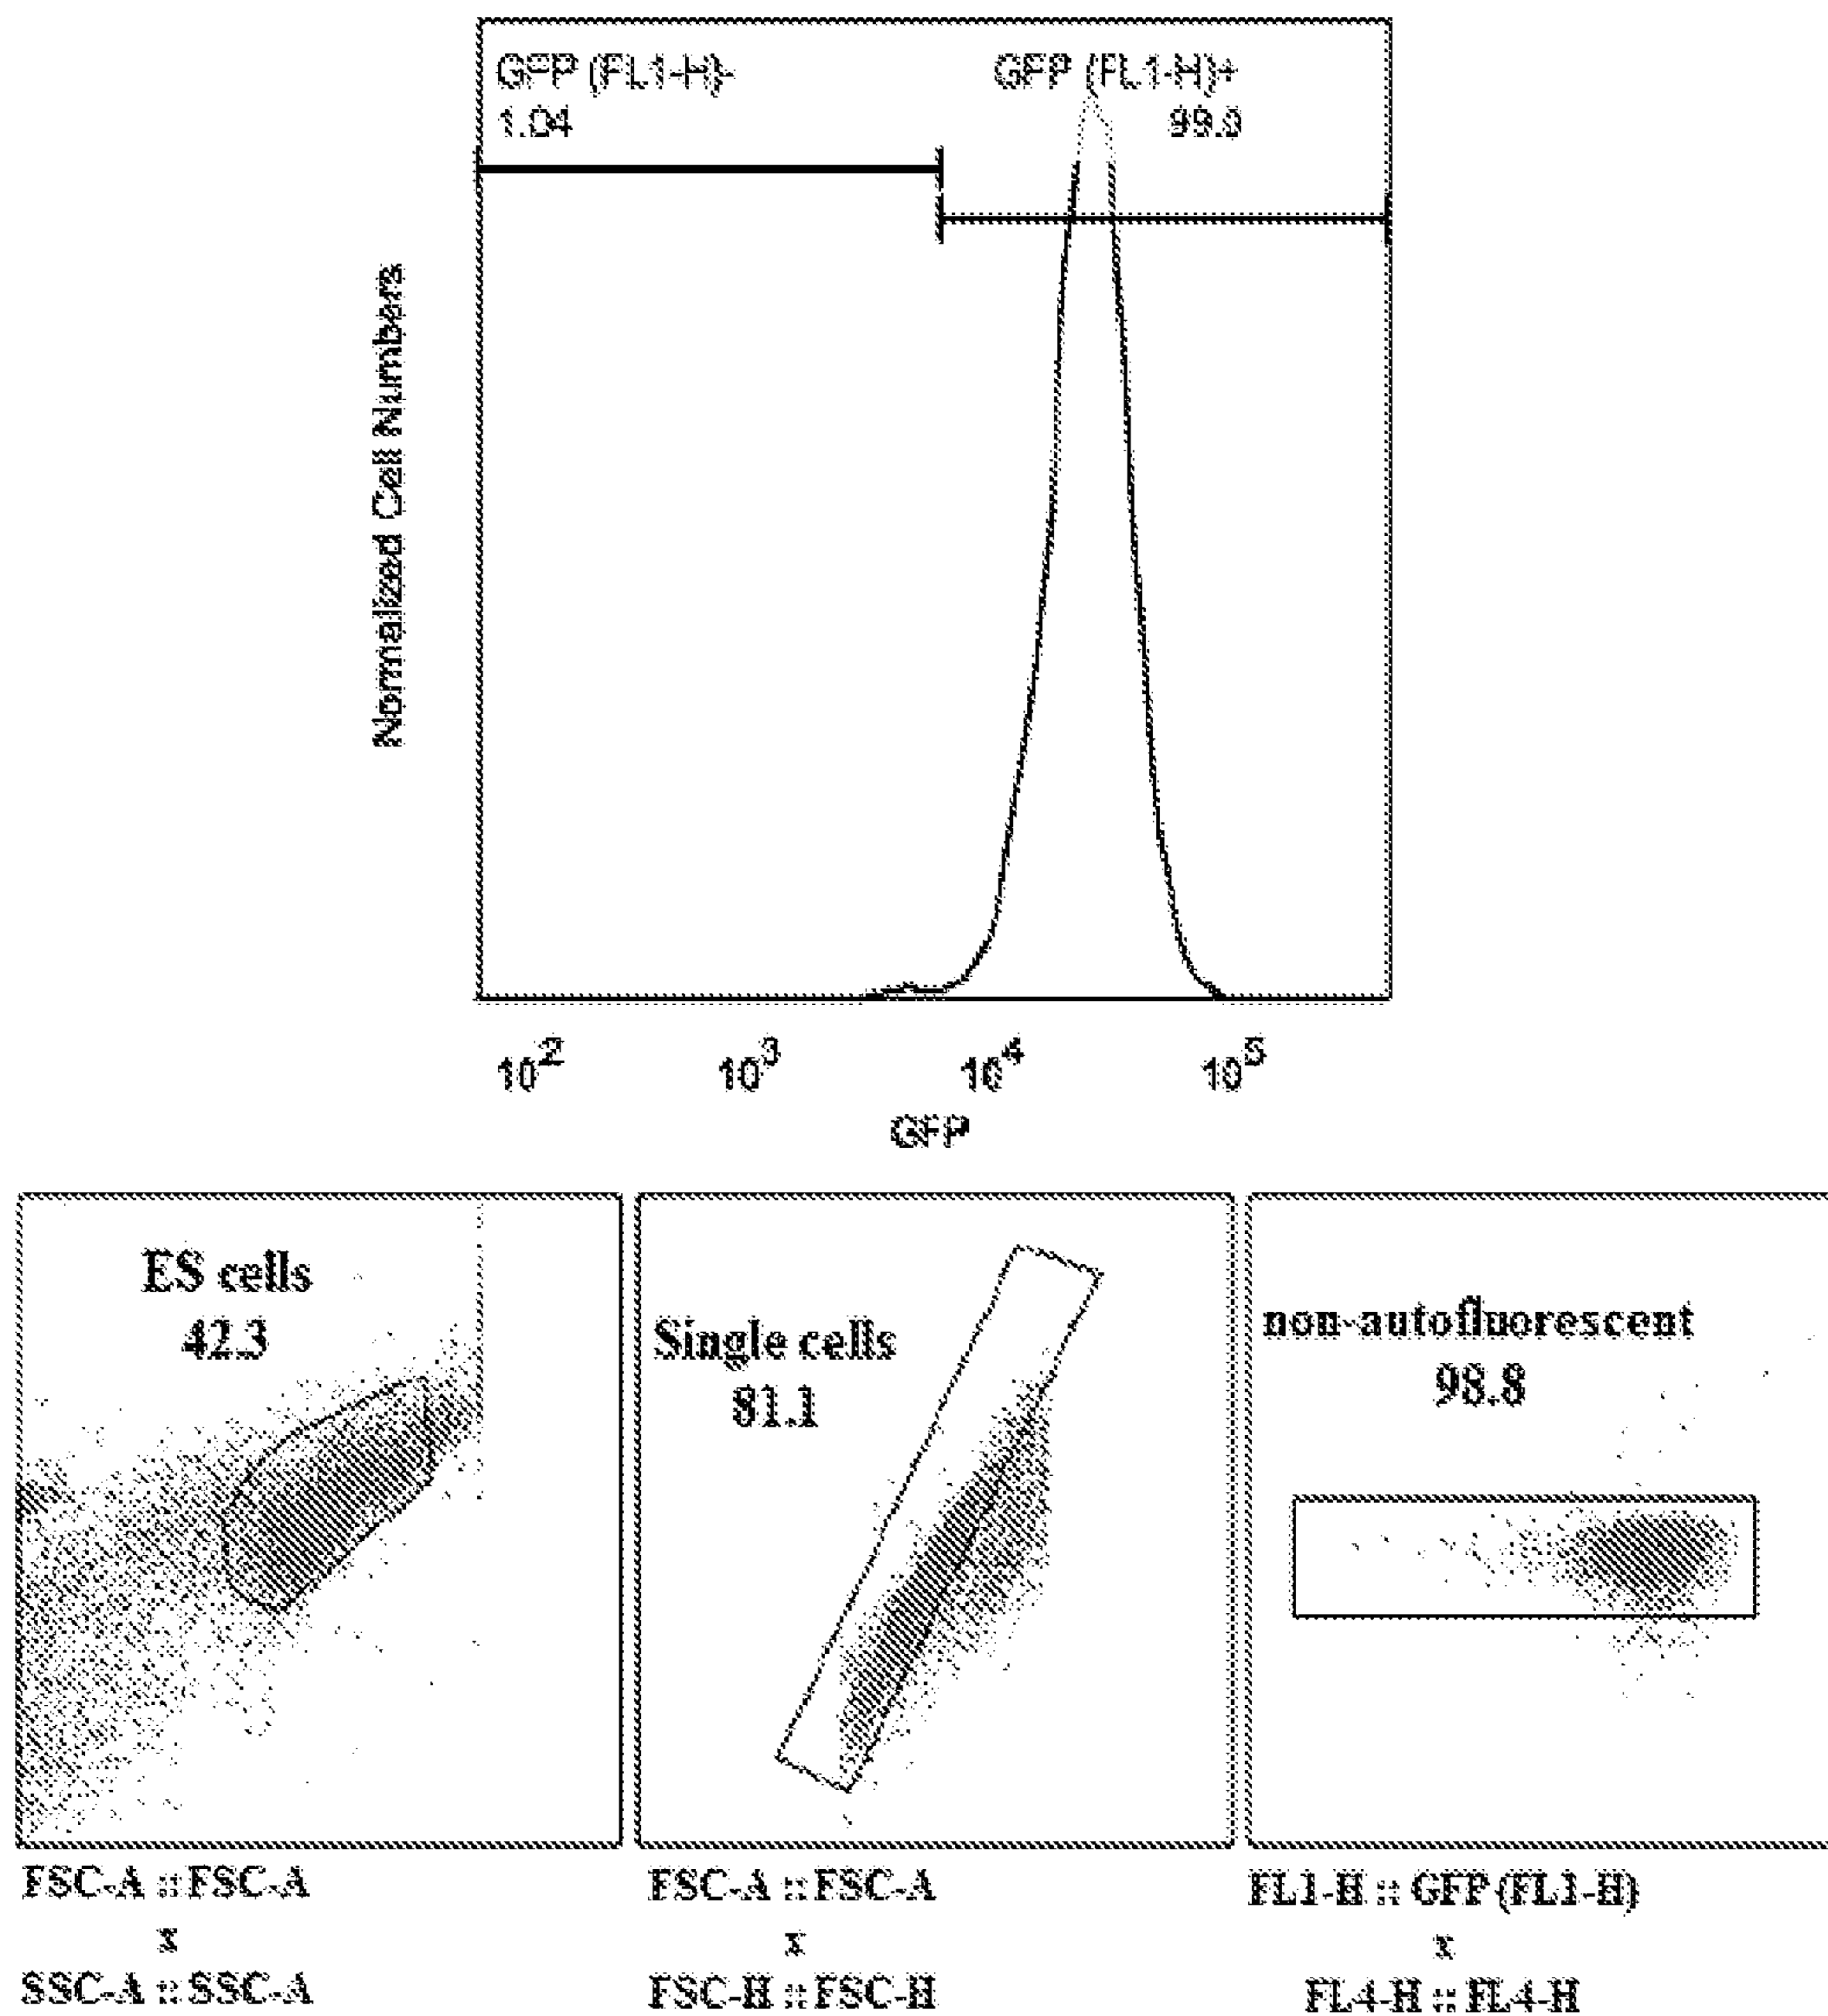 GFP (FL1-H)- GFP (FL1-H)+
1.04 99.0
Normalized Cell Numbers
10^2 10^3 10^4 10^5
GFP
ES cells
42.3
Single cells
81.1
non-autofluorescent
98.8
FSC-A :: FSC-A
x
SSC-A :: SSC-A
FSC-A :: FSC-A
x
FSC-H :: FSC-H
FL1-H :: GFP (FL1-H)
x
FL4-H :: FL4-H